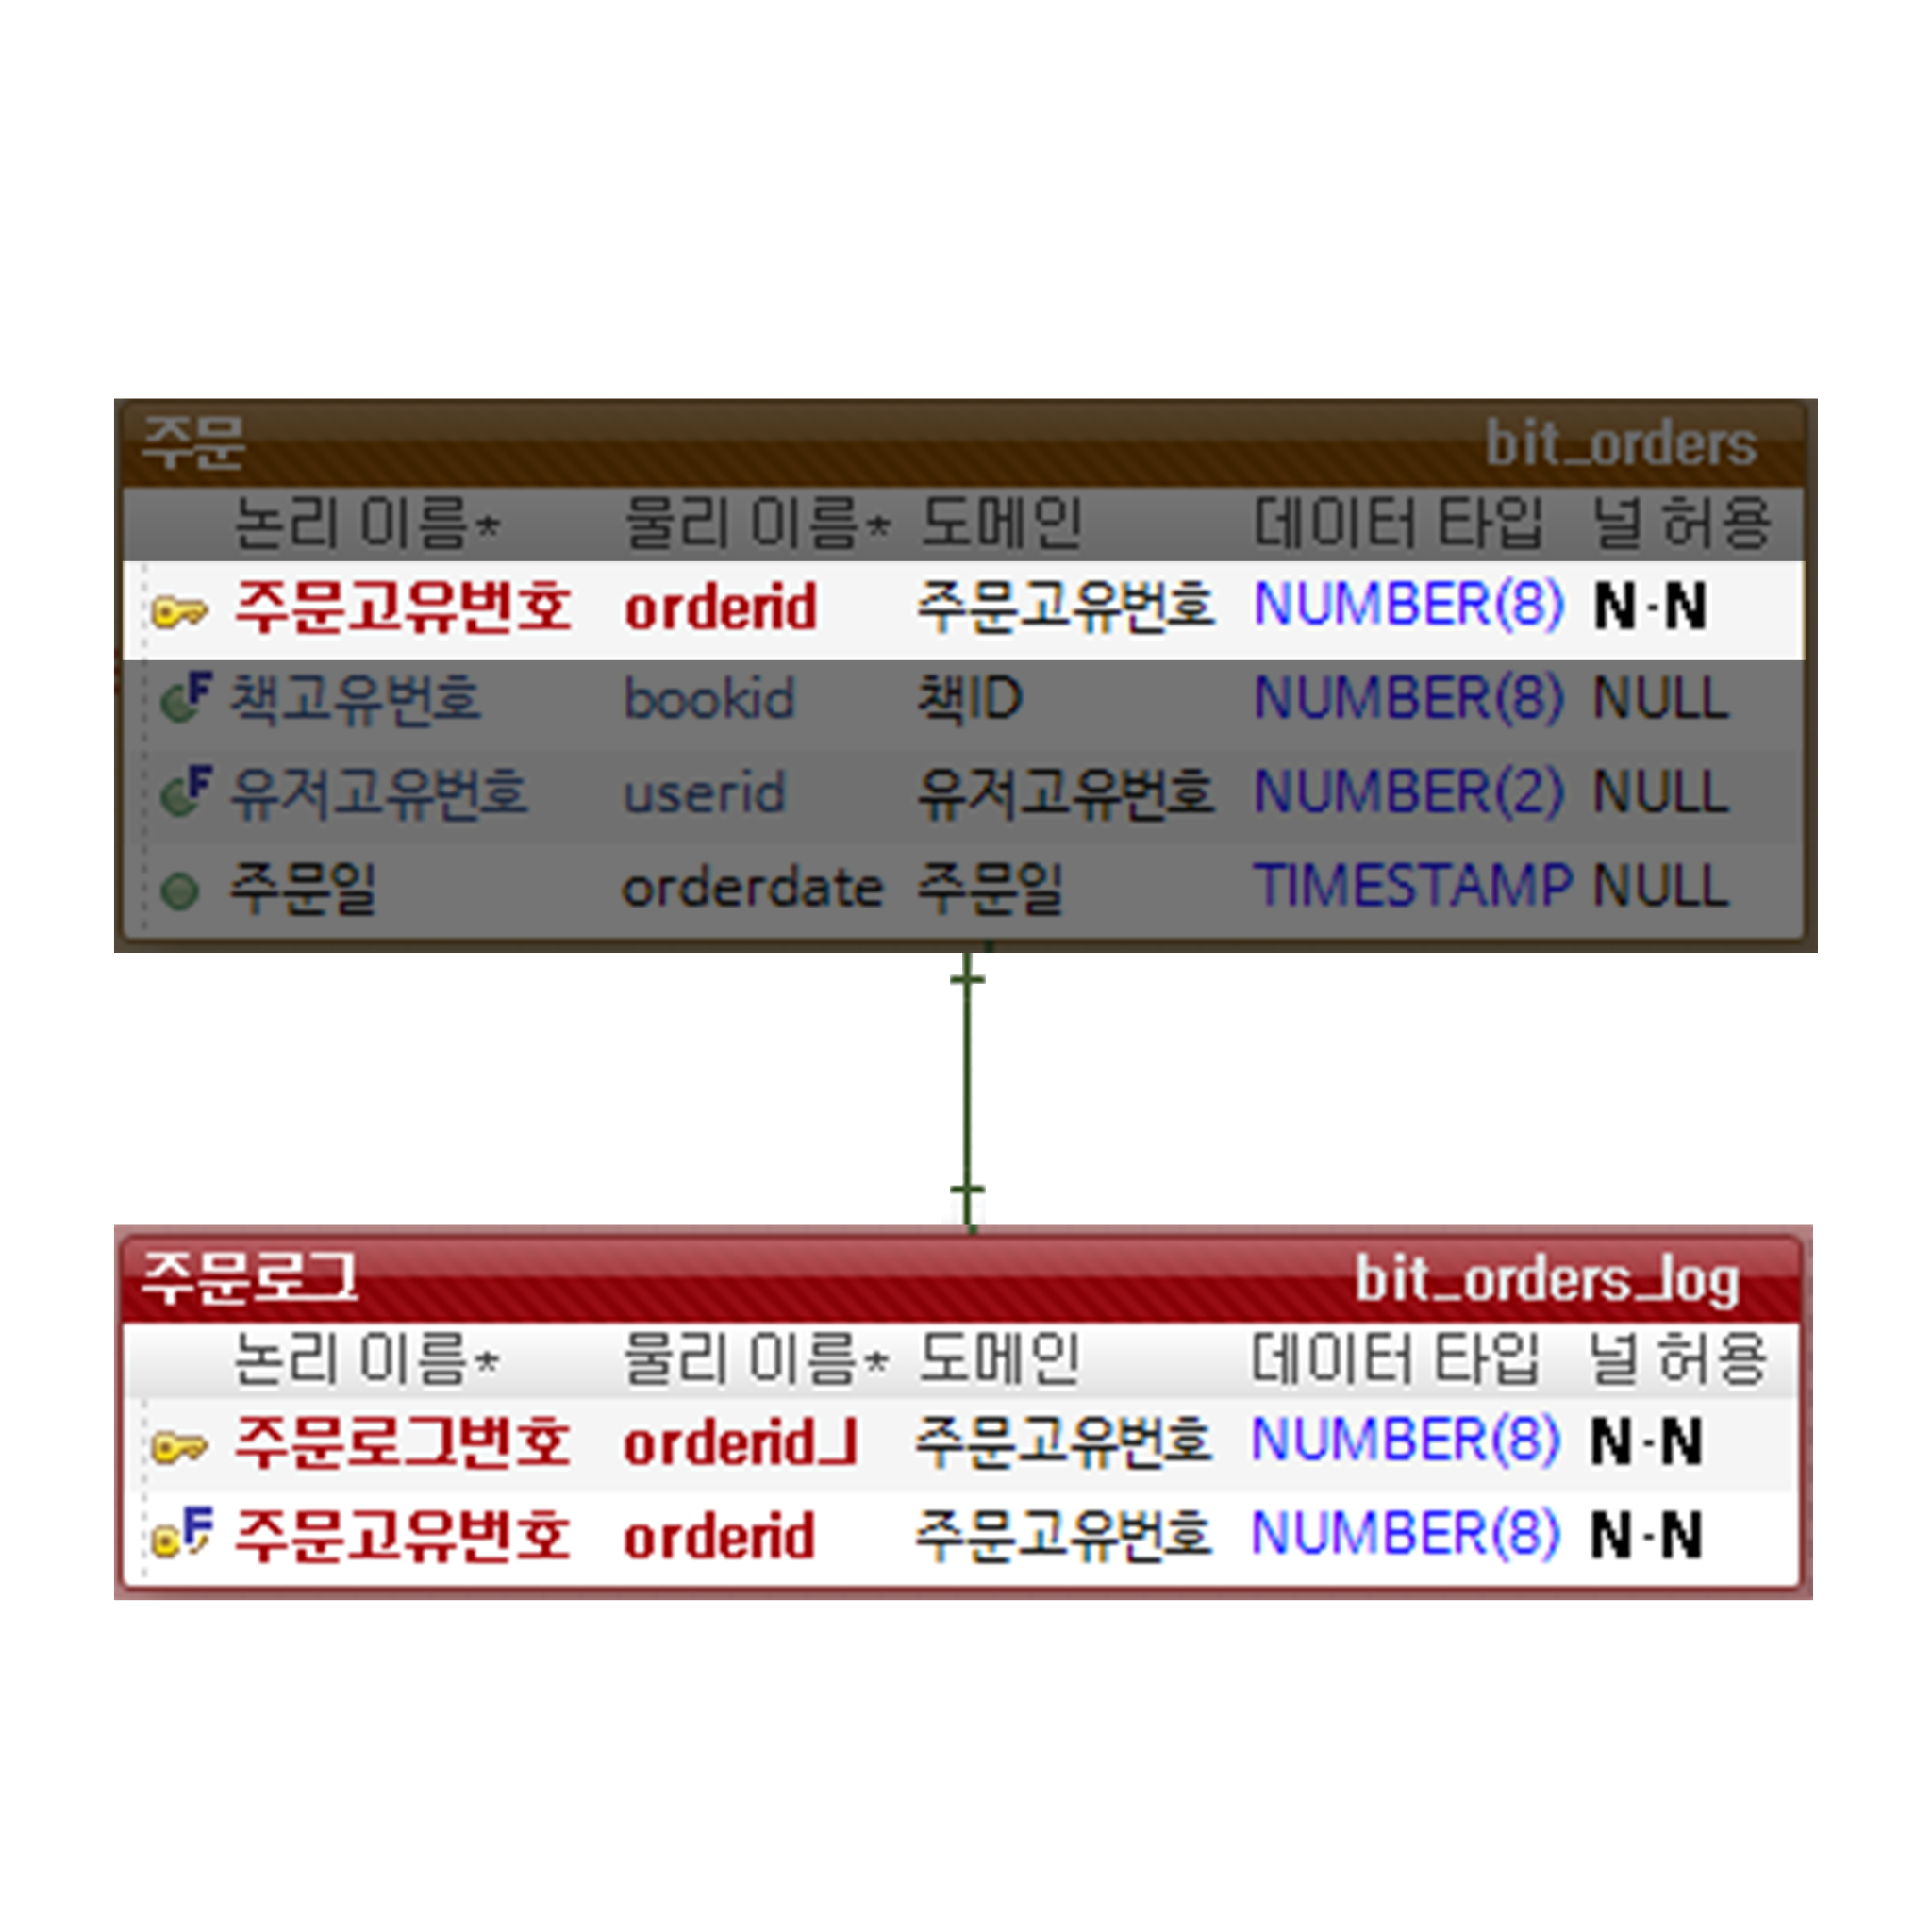 주문 bit_orders
논리 이름* 물리 이름* 도메인 데이터 타입 널 허용
주문고유번호 orderid 주문고유번호 NUMBER(8) N-N
F 책고유번호 bookid 책ID NUMBER(8) NULL
F 유저고유번호 userid 유저고유번호 NUMBER(2) NULL
주문일 orderdate 주문일 TIMESTAMP NULL
주문로그 bit_orders_log
논리 이름* 물리 이름* 도메인 데이터 타입 널 허용
주문로그번호 orderid_l 주문고유번호 NUMBER(8) N-N
F 주문고유번호 orderid 주문고유번호 NUMBER(8) N-N